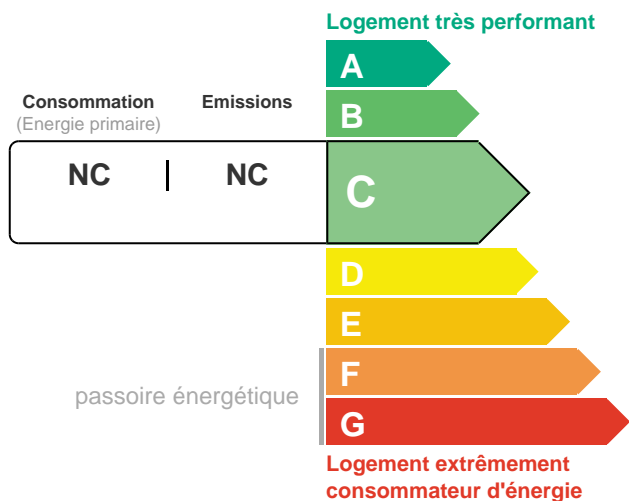 Logement très performant
A
Consommation
(Energie primaire)
Emissions
B
NC | NC
C
D
E
passoire énergétique
F
G
Logement extrêmement
consommateur d'énergie